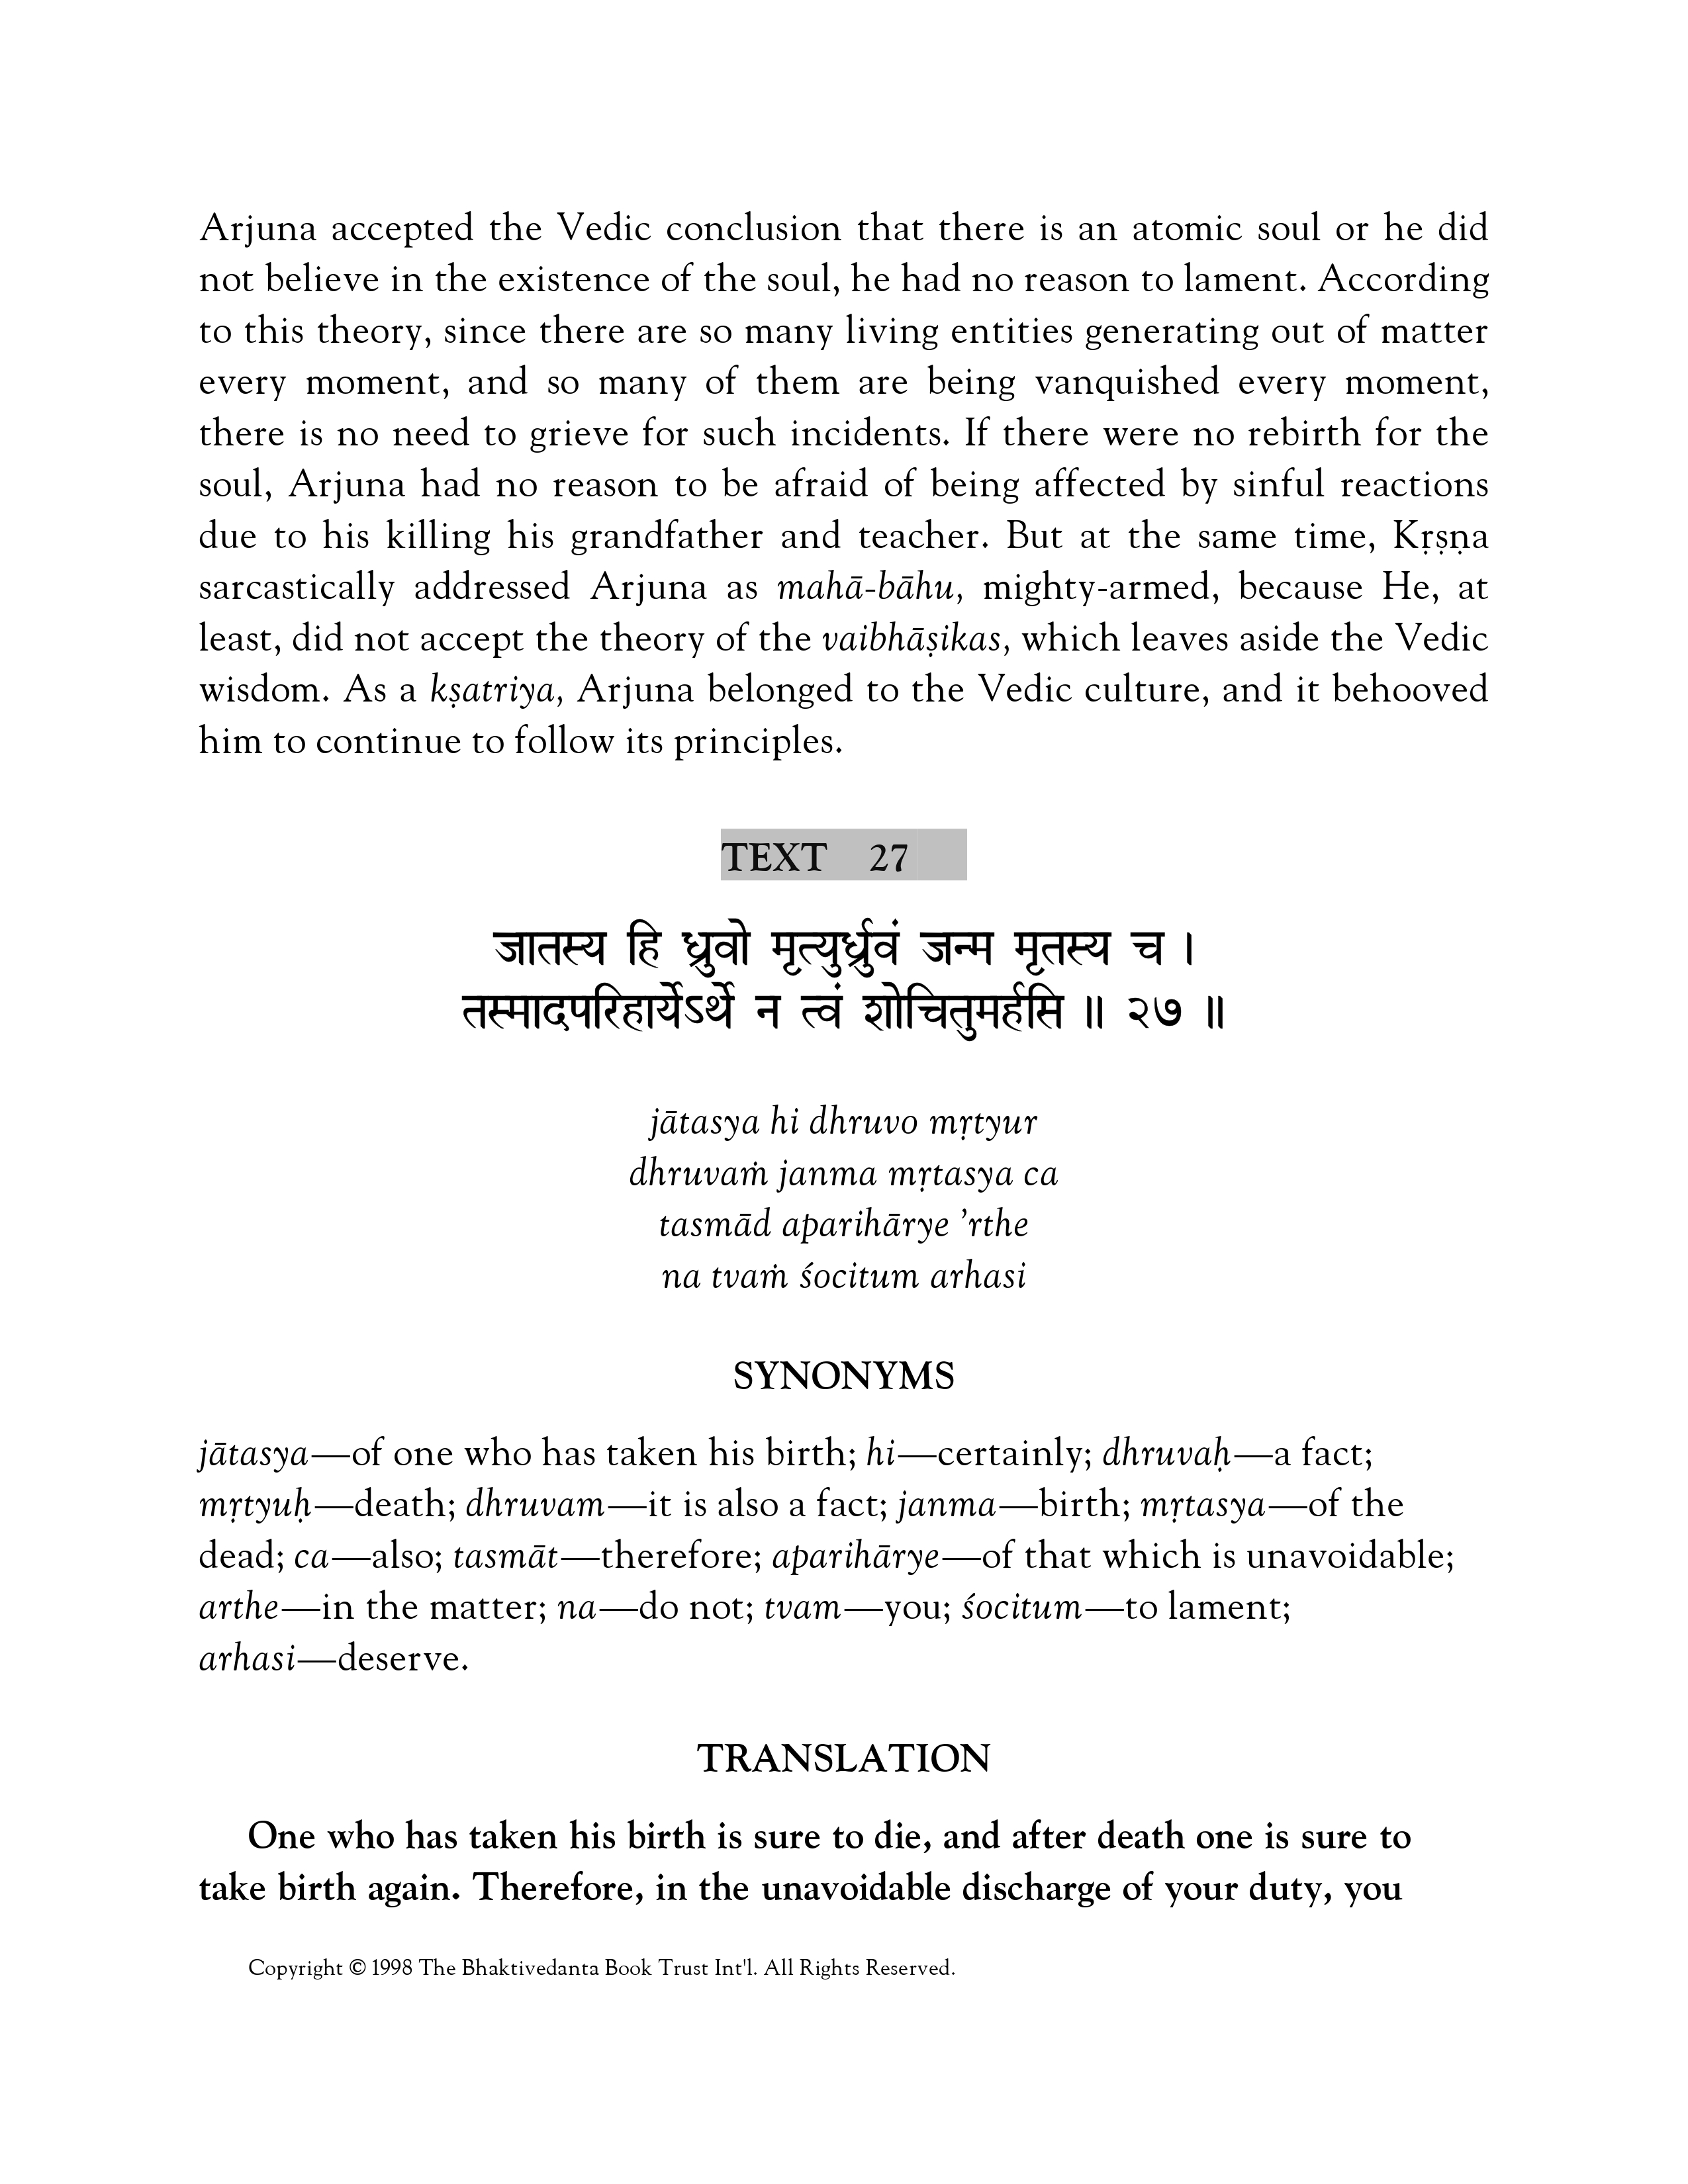 Arjuna accepted the Vedic conclusion that there is an atomic soul or he did
not believe in the existence of the soul, he had no reason to lament. According
to this theory, since there are so many living entities generating out of matter
every moment, and so many of them are being vanquished every moment,
there is no need to grieve for such incidents. If there were no rebirth for the
soul, Arjuna had no reason to be afraid of being affected by sinful reactions
due to his killing his grandfather and teacher. But at the same time, Kṛṣṇa
sarcastically addressed Arjuna as mahā-bāhu, mighty-armed, because He, at
least, did not accept the theory of the vaibhāṣikas, which leaves aside the Vedic
wisdom. As a kṣatriya, Arjuna belonged to the Vedic culture, and it behooved
him to continue to follow its principles.
TEXT 27
जातस्य हि ध्रुवो मृत्युर्ध्रुवं जन्म मृतस्य च ।
तस्मादपरिहार्येऽर्थे न त्वं शोचितुमर्हसि ॥ २७ ॥
jātasya hi dhruvo mṛtyur
dhruvaṁ janma mṛtasya ca
tasmād aparihārye ’rthe
na tvaṁ śocitum arhasi
SYNONYMS
jātasya—of one who has taken his birth; hi—certainly; dhruvaḥ—a fact;
mṛtyuḥ—death; dhruvam—it is also a fact; janma—birth; mṛtasya—of the
dead; ca—also; tasmāt—therefore; aparihārye—of that which is unavoidable;
arthe—in the matter; na—do not; tvam—you; śocitum—to lament;
arhasi—deserve.
TRANSLATION
One who has taken his birth is sure to die, and after death one is sure to
take birth again. Therefore, in the unavoidable discharge of your duty, you
Copyright © 1998 The Bhaktivedanta Book Trust Int'l. All Rights Reserved.